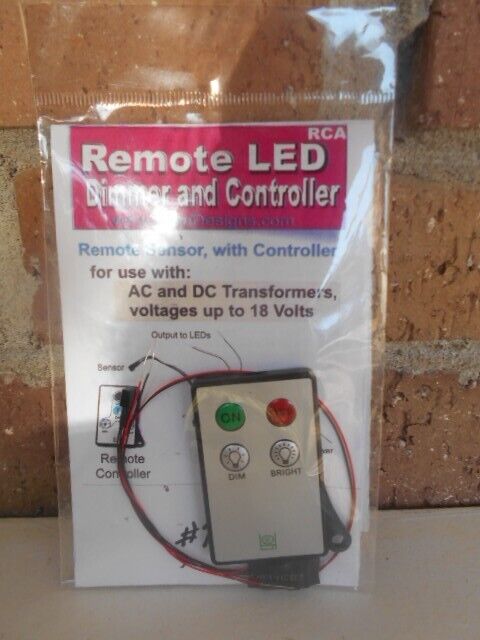 RCA
Remote LED
Dimmer and Controller
Remote Sensor, with Controller
for use with:
AC and DC Transformers,
voltages up to 18 Volts
Output to LEDs
Sensor
ON
DIM
BRIGHT
Remote
Controller